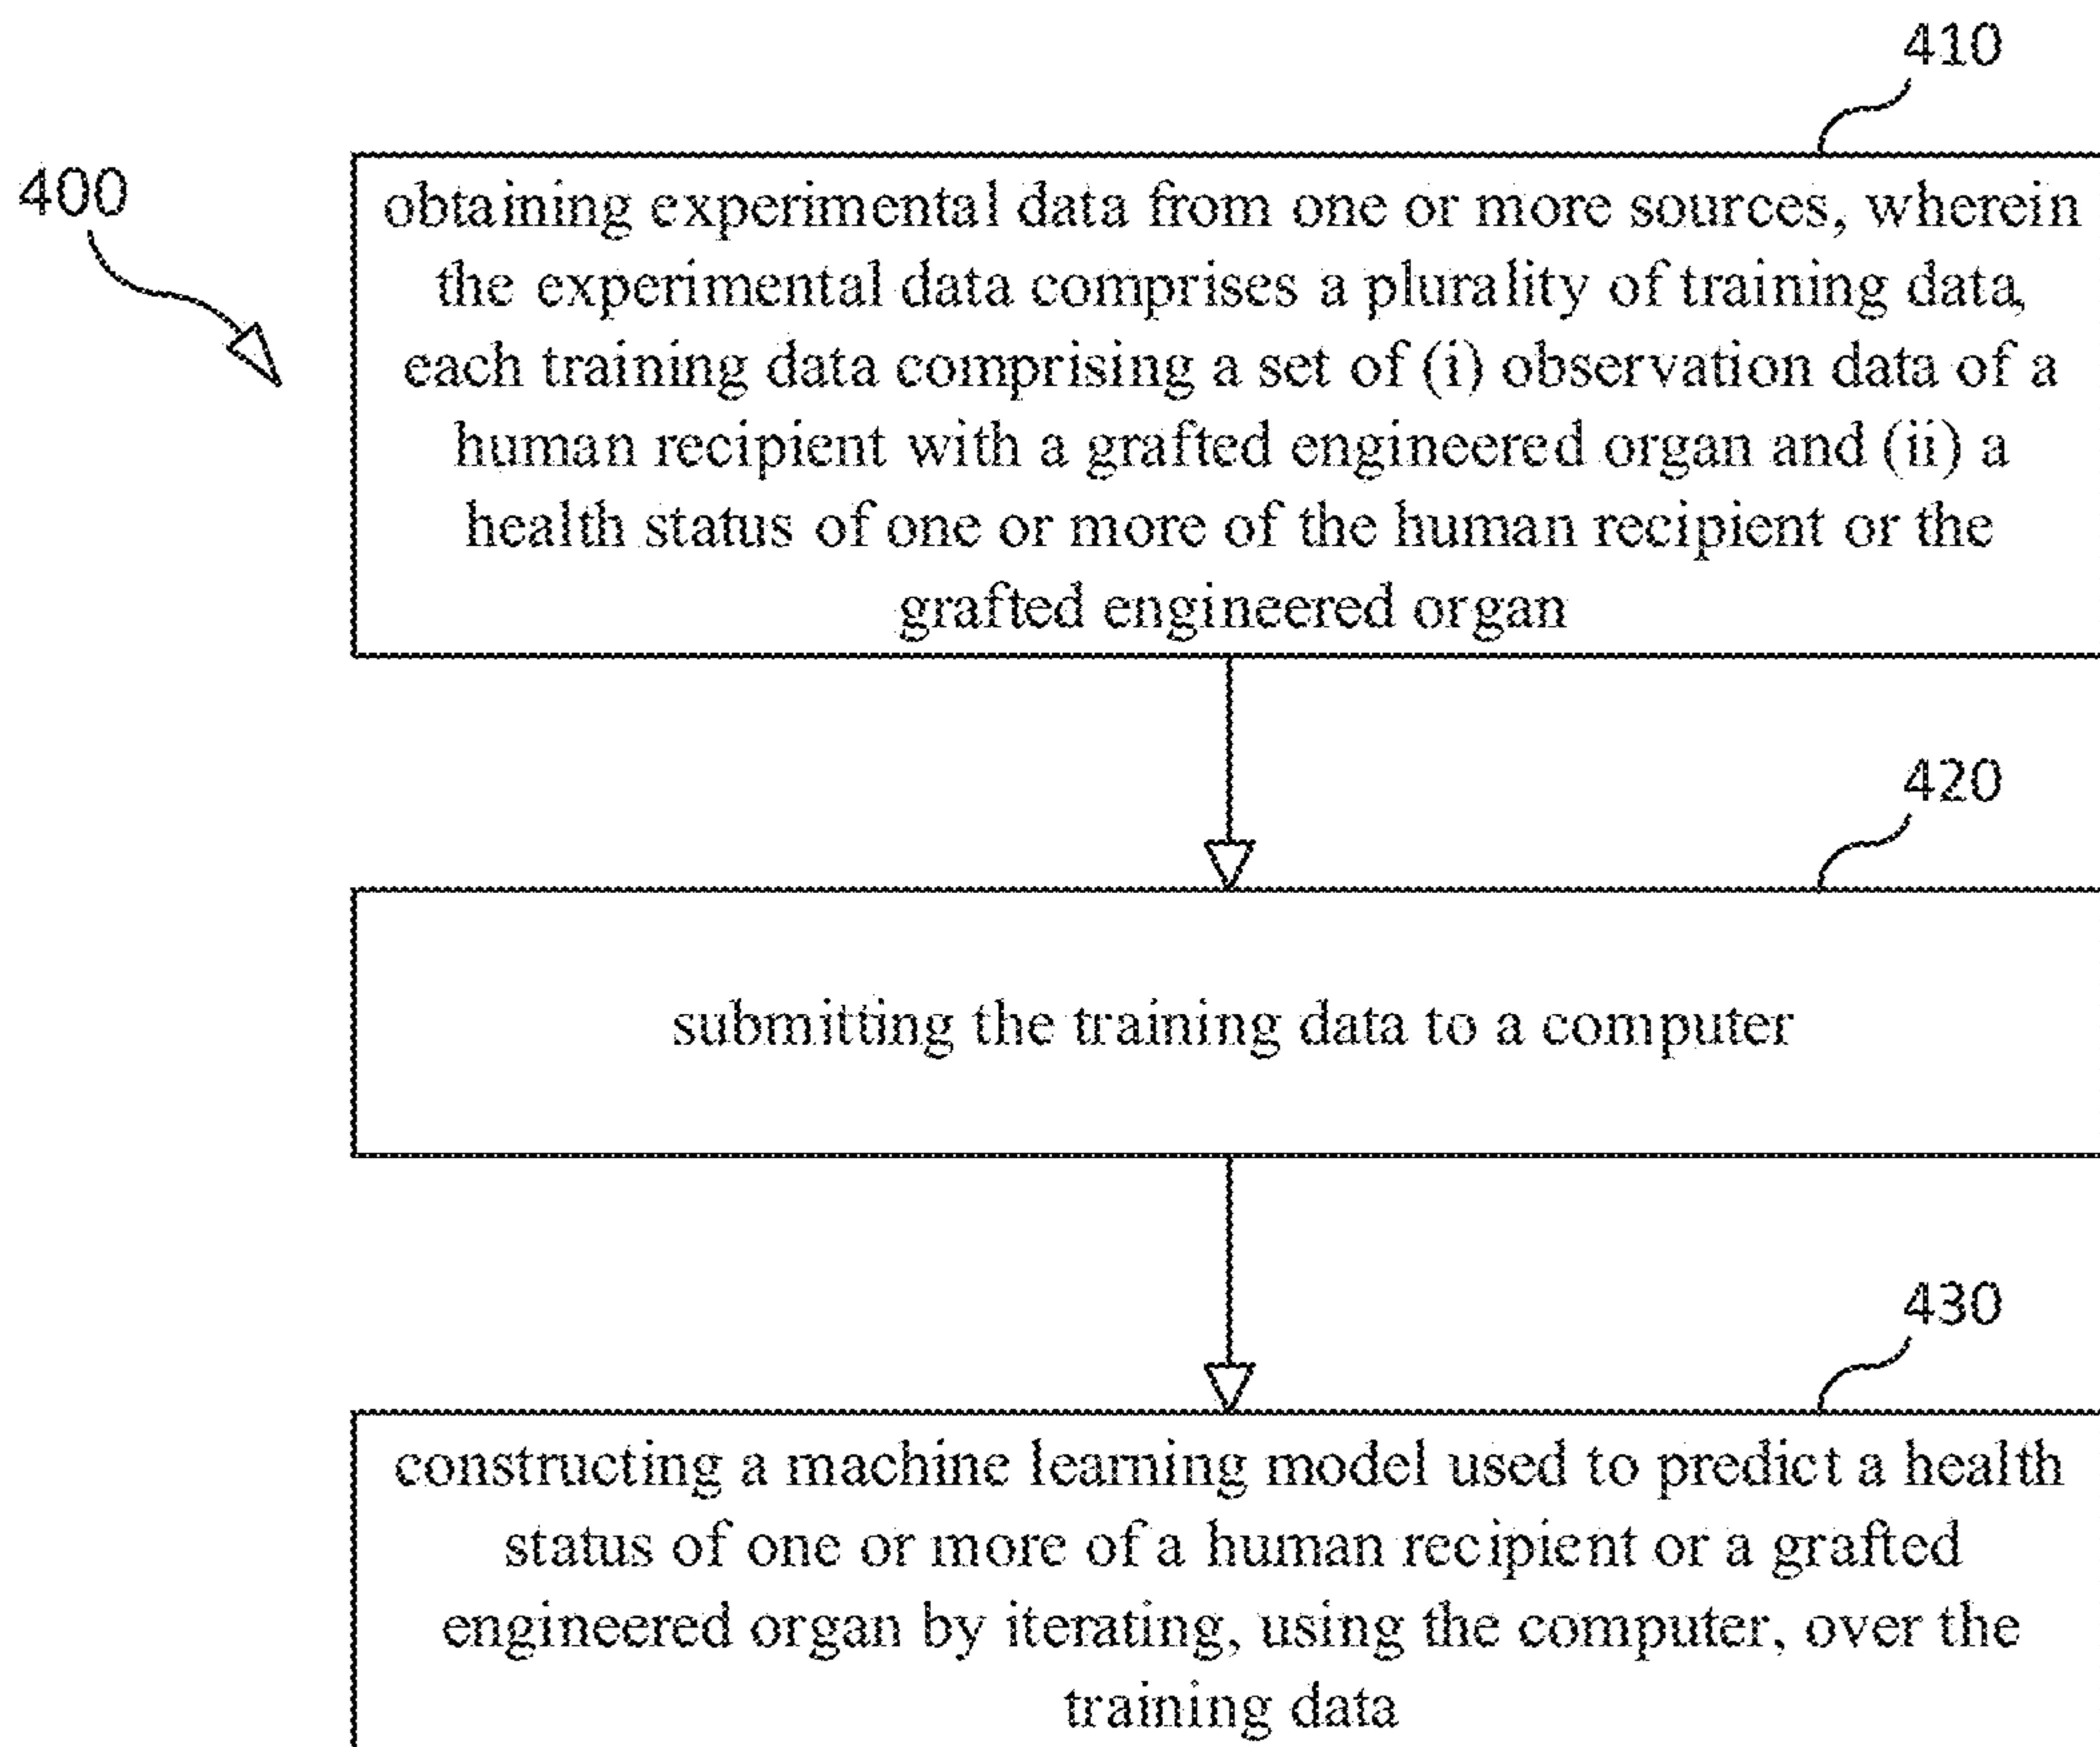 410
400
obtaining experimental data from one or more sources, wherein
the experimental data comprises a plurality of training data,
each training data comprising a set of (i) observation data of a
human recipient with a grafted engineered organ and (ii) a
health status of one or more of the human recipient or the
grafted engineered organ
420
submitting the training data to a computer
430
constructing a machine learning model used to predict a health
status of one or more of a human recipient or a grafted
engineered organ by iterating, using the computer, over the
training data